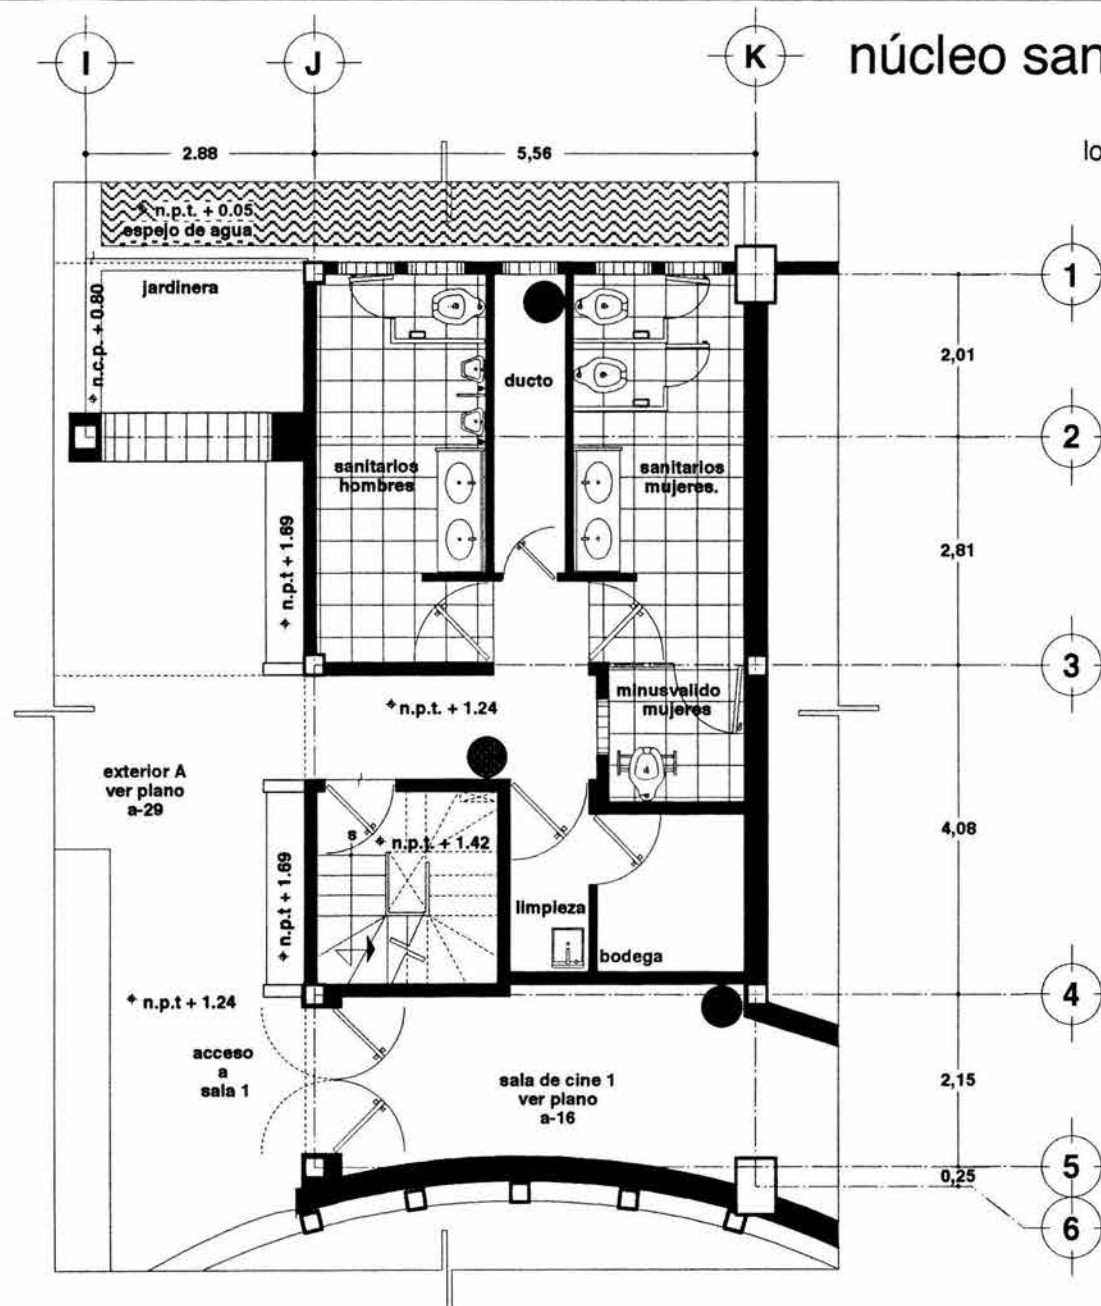 I
J
K
núcleo san
lo
2.88
5,56
n.p.t. + 0.05
espejo de agua
jardinera
n.c.p. + 0.80
1
2,01
ducto
2
sanitarios
hombres
sanitarios
mujeres.
2,81
n.p.t + 1.69
3
n.p.t. + 1.24
minusvalido
mujeres
exterior A
ver plano
a-29
s
n.p.t. + 1.42
4,08
n.p.t + 1.69
limpieza
bodega
n.p.t + 1.24
4
acceso
a
sala 1
sala de cine 1
ver plano
a-16
2,15
5
0,25
6